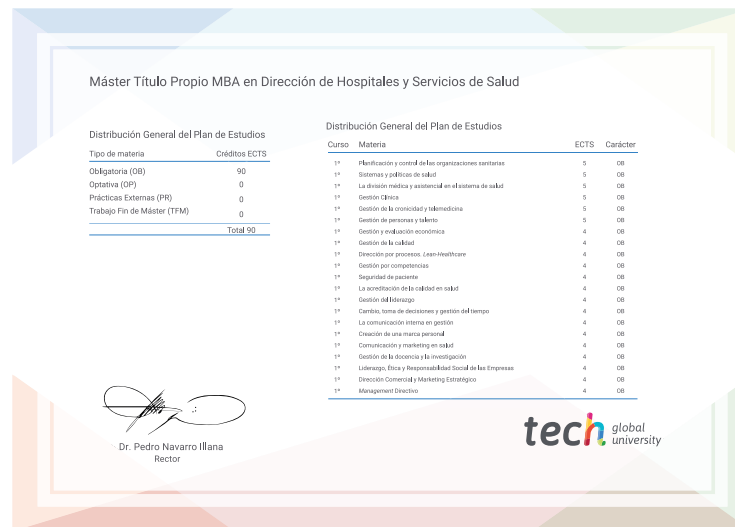 Máster Título Propio MBA en Dirección de Hospitales y Servicios de Salud
Distribución General del Plan de Estudios
Tipo de materia Créditos ECTS
Obligatoria (OB) 90
Optativa (OP) 0
Prácticas Externas (PR) 0
Trabajo Fin de Máster (TFM) 0
Total 90
Distribución General del Plan de Estudios
Curso Materia ECTS Carácter
1º Planificación y control de las organizaciones sanitarias 5 OB
1º Sistemas y políticas de salud 5 OB
1º La división médica y asistencial en el sistema de salud 5 OB
1º Gestión Clínica 5 OB
1º Gestión de la cronicidad y telemedicina 5 OB
1º Gestión de personas y talento 5 OB
1º Gestión y evaluación económica 4 OB
1º Gestión de la calidad 4 OB
1º Dirección por procesos. Lean-Healthcare 4 OB
1º Gestión por competencias 4 OB
1º Seguridad de paciente 4 OB
1º La acreditación de la calidad en salud 4 OB
1º Gestión del liderazgo 4 OB
1º Cambio, toma de decisiones y gestión del tiempo 4 OB
1º La comunicación interna en gestión 4 OB
1º Creación de una marca personal 4 OB
1º Comunicación y marketing en salud 4 OB
1º Gestión de la docencia y la investigación 4 OB
1º Liderazgo, Ética y Responsabilidad Social de las Empresas 4 OB
1º Dirección Comercial y Marketing Estratégico 4 OB
1º Management Directivo 4 OB
Dr. Pedro Navarro Illana
Rector
tech global
university